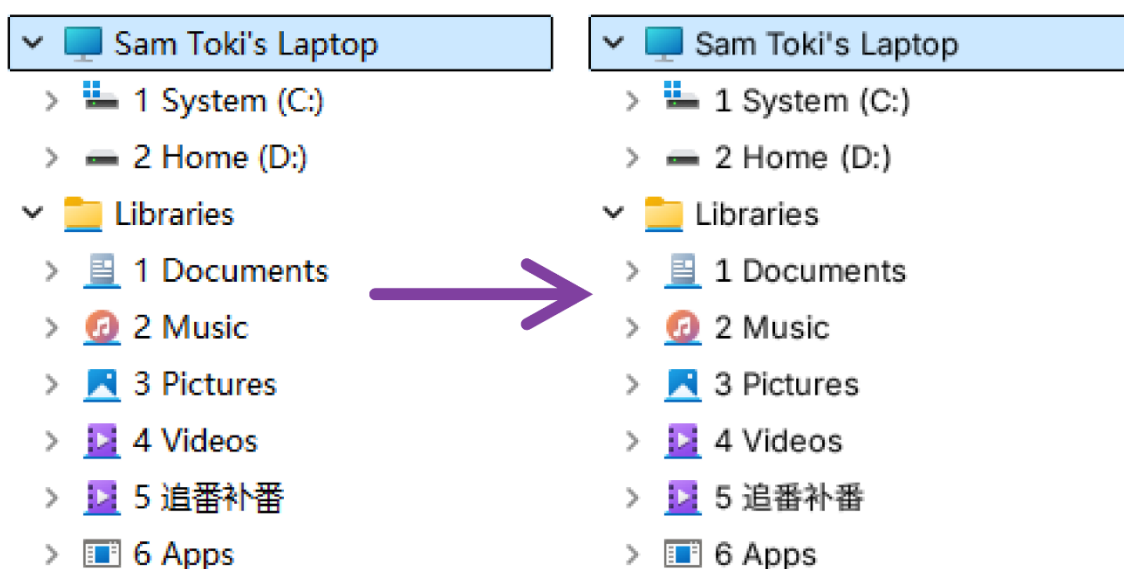 Sam Toki's Laptop
1 System (C:)
2 Home (D:)
Libraries
1 Documents
2 Music
3 Pictures
4 Videos
5 追番补番
6 Apps
Sam Toki's Laptop
1 System (C:)
2 Home (D:)
Libraries
1 Documents
2 Music
3 Pictures
4 Videos
5 追番补番
6 Apps